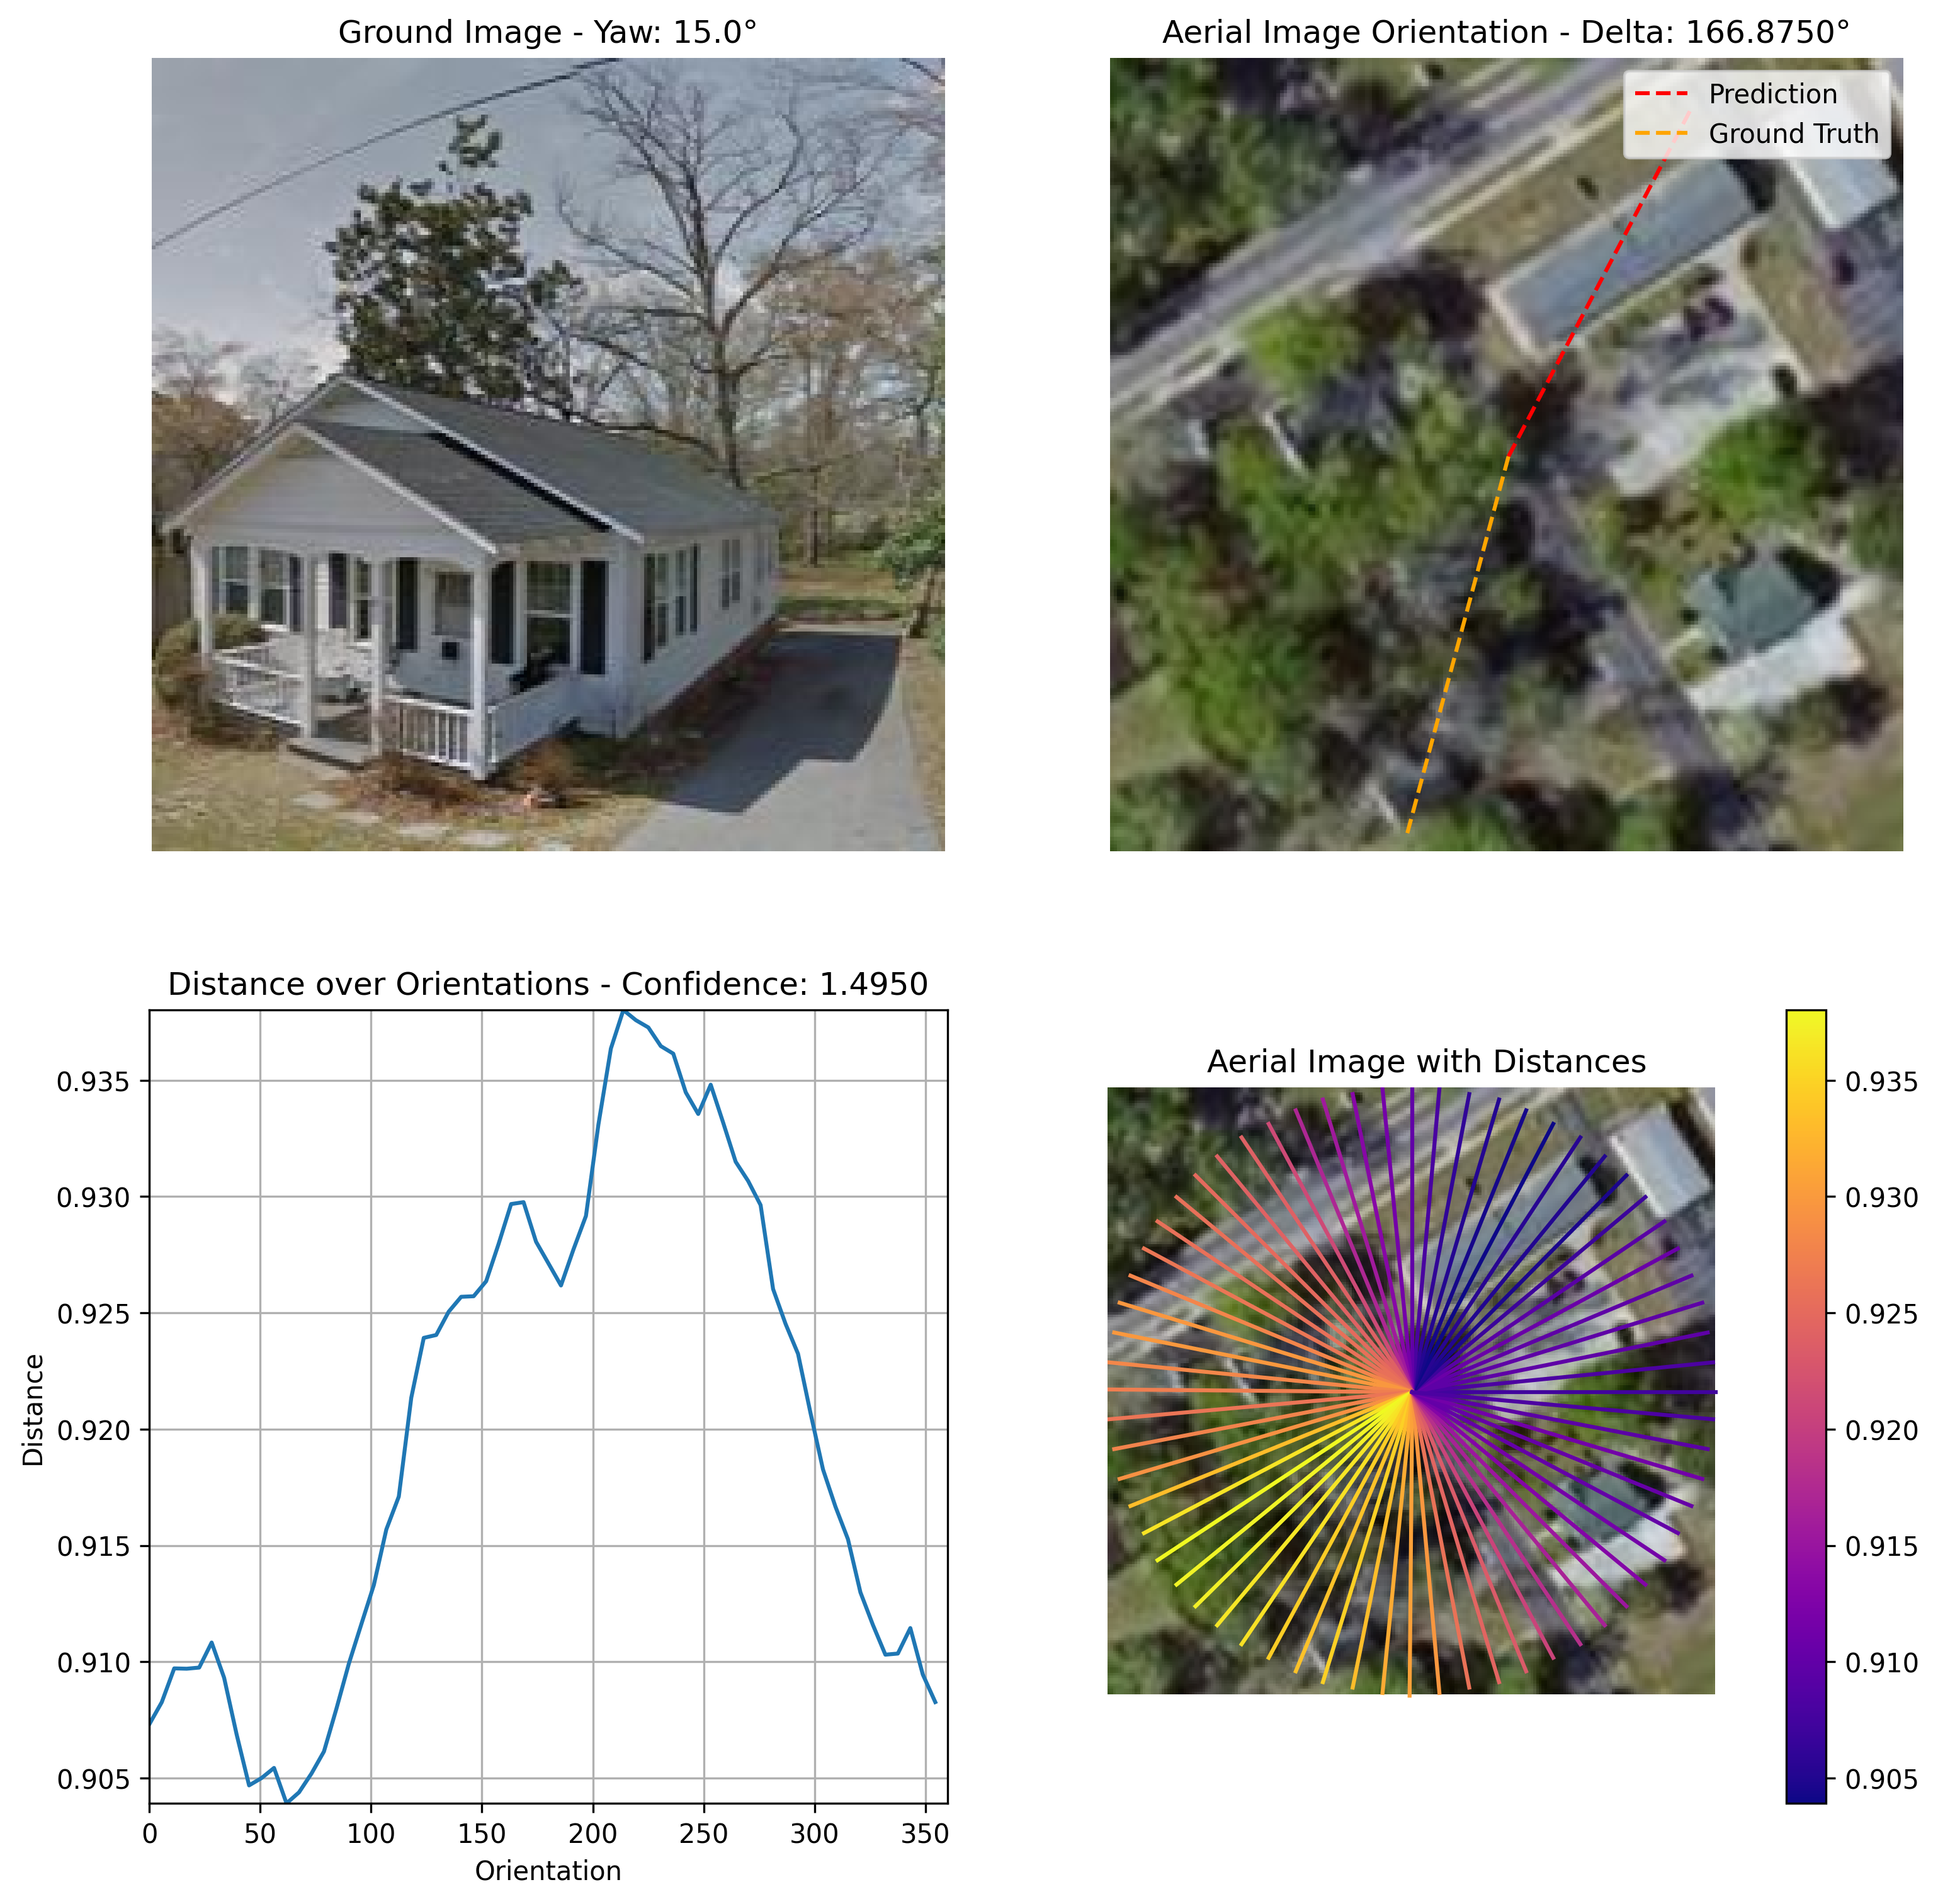 Ground Image - Yaw: 15.0°
Aerial Image Orientation - Delta: 166.8750°
Prediction
Ground Truth
Distance over Orientations - Confidence: 1.4950
0.935
0.930
0.925
0.920
0.915
0.910
0.905
Distance
0 50 100 150 200 250 300 350
Orientation
Aerial Image with Distances
0.935
0.930
0.925
0.920
0.915
0.910
0.905